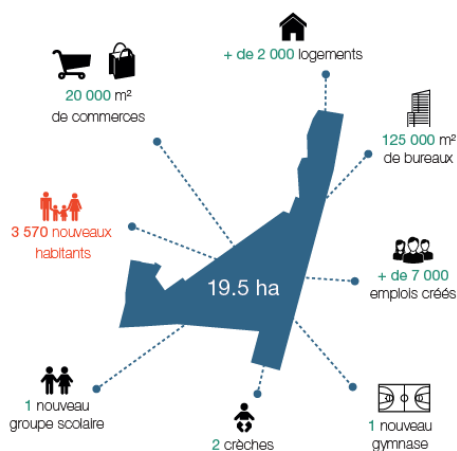 + de 2 000 logements
20 000 m²
de commerces
125 000 m²
de bureaux
3 570 nouveaux
habitants
19.5 ha
+ de 7 000
emplois créés
1 nouveau
groupe scolaire
2 crèches
1 nouveau
gymnase